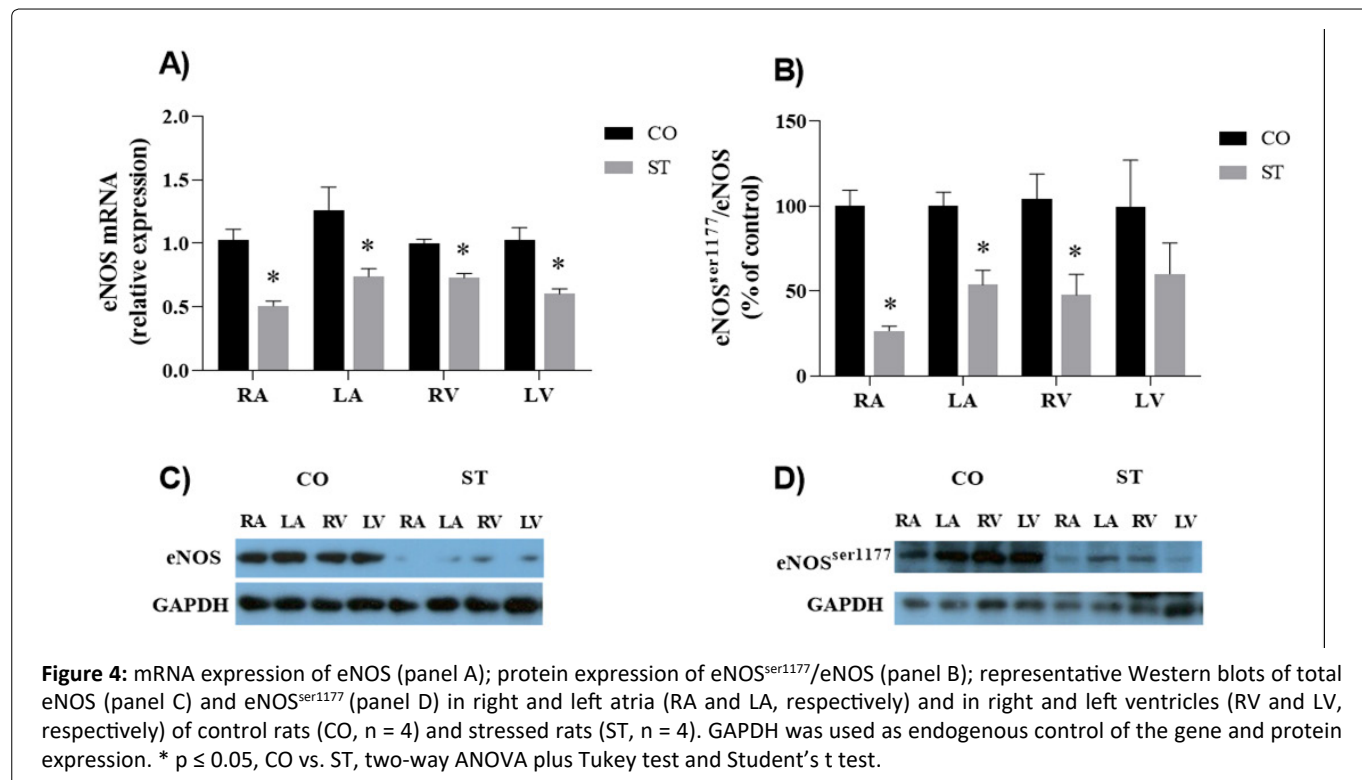 A)
eNOS mRNA
(relative expression)
2.0
1.5
1.0
0.5
0.0
* * * *
RA LA RV LV
CO
ST
B)
eNOSser1177/eNOS
(% of control)
150
100
50
0
* * *
RA LA RV LV
CO
ST
C)
CO ST
RA LA RV LV RA LA RV LV
eNOS
GAPDH
D)
CO ST
RA LA RV LV RA LA RV LV
eNOSser1177
GAPDH
Figure 4: mRNA expression of eNOS (panel A); protein expression of eNOSser1177/eNOS (panel B); representative Western blots of total
eNOS (panel C) and eNOSser1177 (panel D) in right and left atria (RA and LA, respectively) and in right and left ventricles (RV and LV,
respectively) of control rats (CO, n = 4) and stressed rats (ST, n = 4). GAPDH was used as endogenous control of the gene and protein
expression. * p ≤ 0.05, CO vs. ST, two-way ANOVA plus Tukey test and Student’s t test.